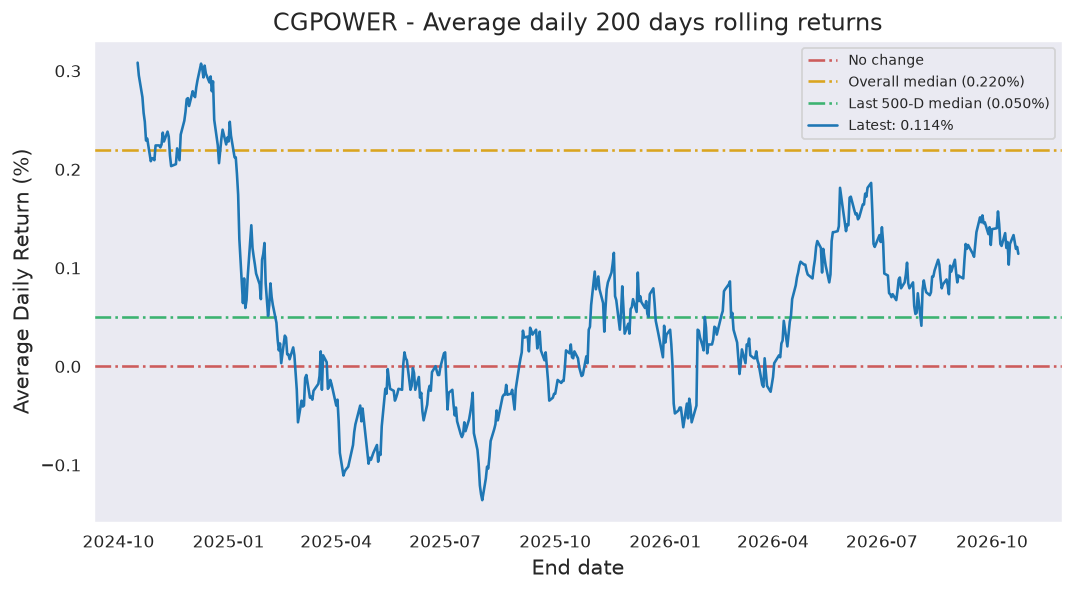 CGPOWER - Average daily 200 days rolling returns
No change
Overall median (0.220%)
Last 500-D median (0.050%)
Latest: 0.114%
Average Daily Return (%)
0.3
0.2
0.1
0.0
−0.1
2024-10 2025-01 2025-04 2025-07 2025-10 2026-01 2026-04 2026-07 2026-10
End date